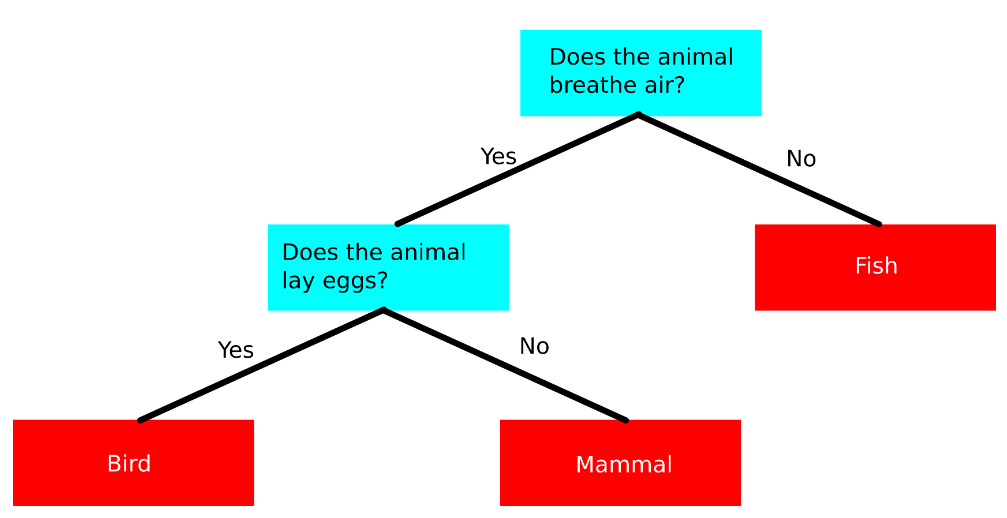 Does the animal
breathe air?
Yes
No
Does the animal
lay eggs?
Fish
Yes
No
Bird
Mammal